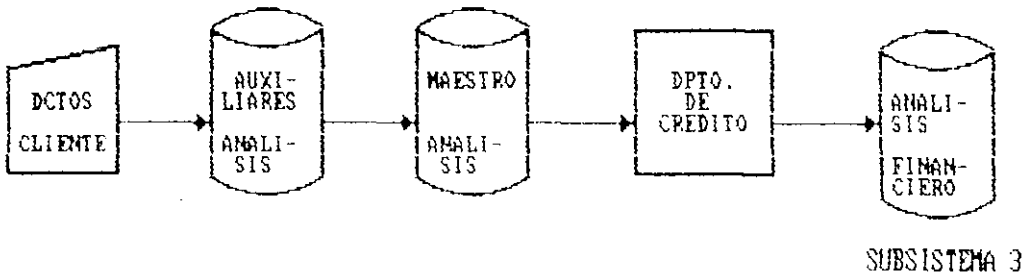 DCTOS
CLIENTE
AUXI-
LIARES
ANALI-
SIS
MAESTRO
ANALI-
SIS
DPTO.
DE
CREDITO
ANALI-
SIS
FINAN-
CIERO
SUBSISTEMA 3